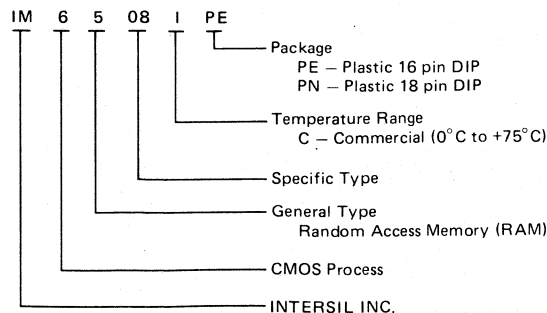 IM 6 5 08 I PE
Package
PE – Plastic 16 pin DIP
PN – Plastic 18 pin DIP
Temperature Range
C – Commercial (0°C to +75°C)
Specific Type
General Type
Random Access Memory (RAM)
CMOS Process
INTERSIL INC.